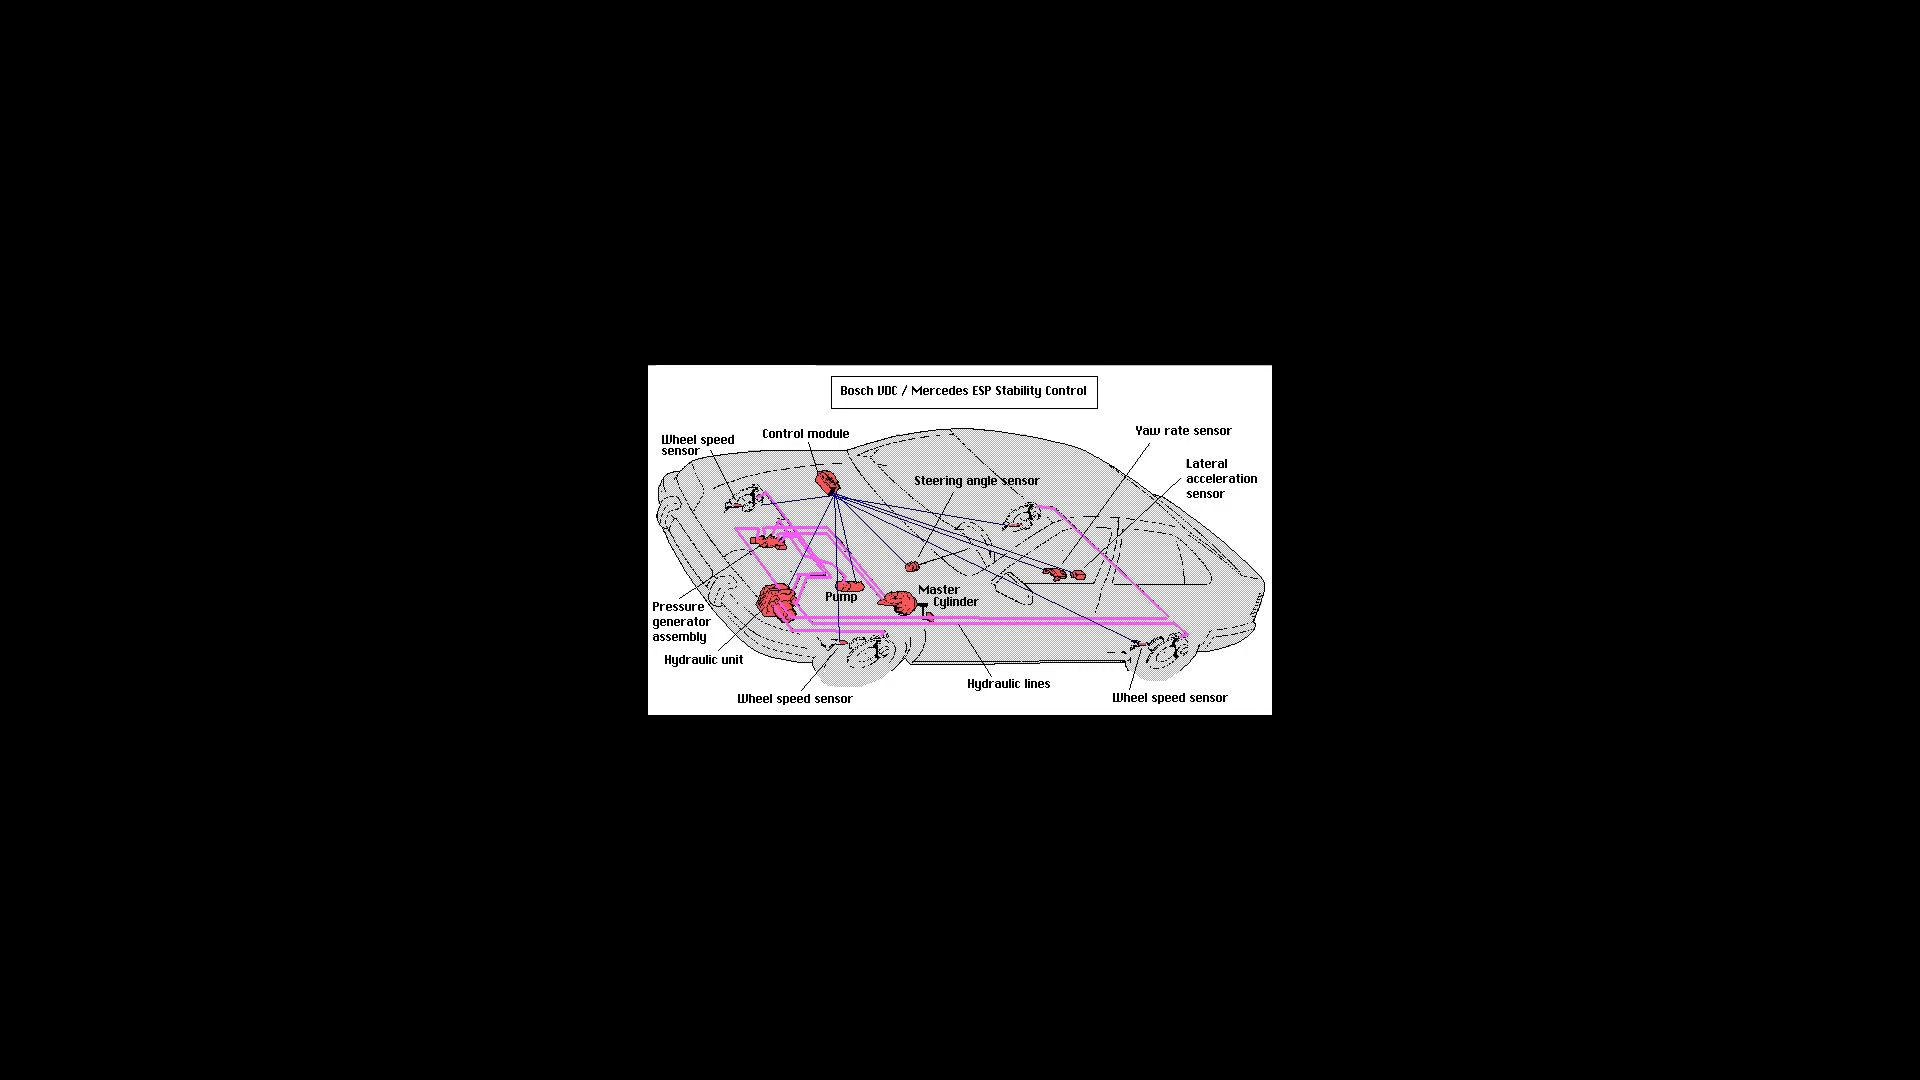 Bosch VDC / Mercedes ESP Stability Control
Wheel speed
sensor
Control module
Yaw rate sensor
Lateral
acceleration
sensor
Steering angle sensor
Pump
Master
Cylinder
Pressure
generator
assembly
Hydraulic unit
Wheel speed sensor
Hydraulic lines
Wheel speed sensor